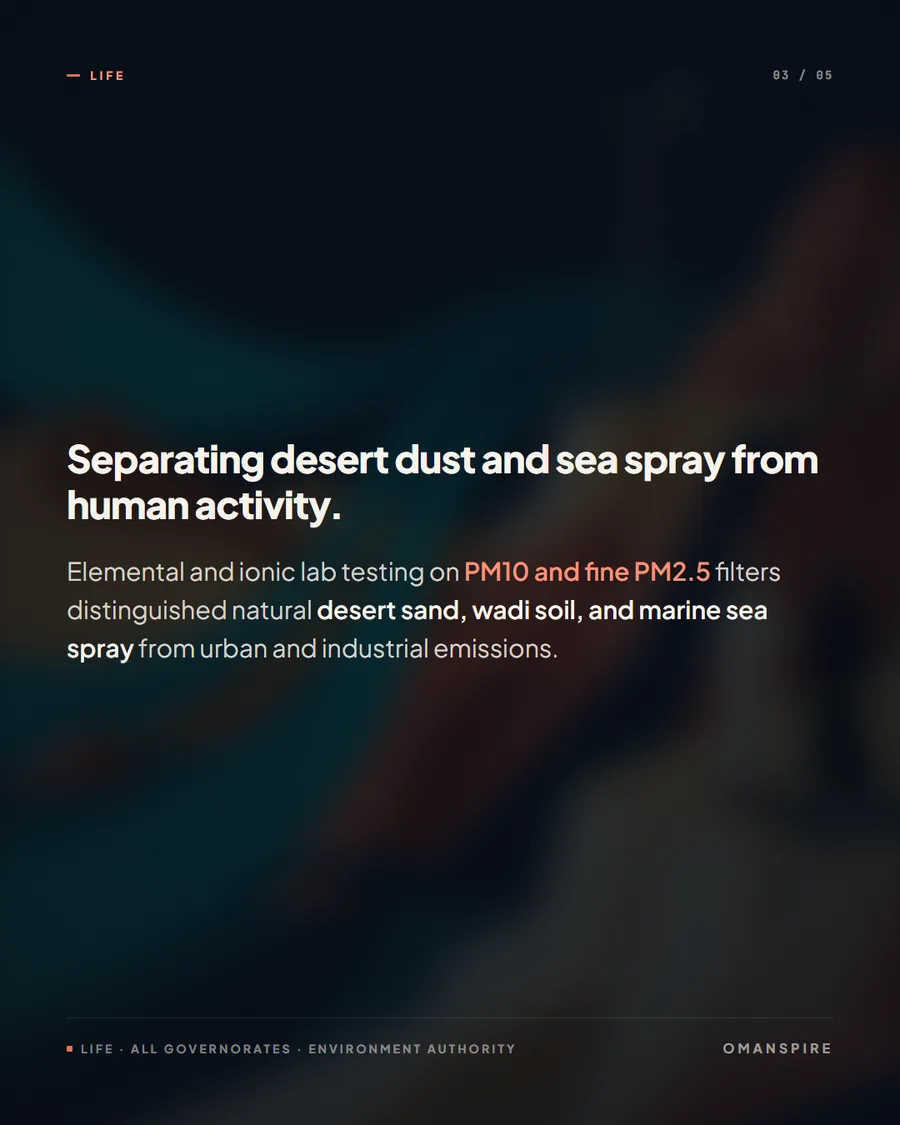 — LIFE
03 / 05
Separating desert dust and sea spray from
human activity.
Elemental and ionic lab testing on PM10 and fine PM2.5 filters
distinguished natural desert sand, wadi soil, and marine sea
spray from urban and industrial emissions.
LIFE · ALL GOVERNORATES · ENVIRONMENT AUTHORITY
OMANSPIRE